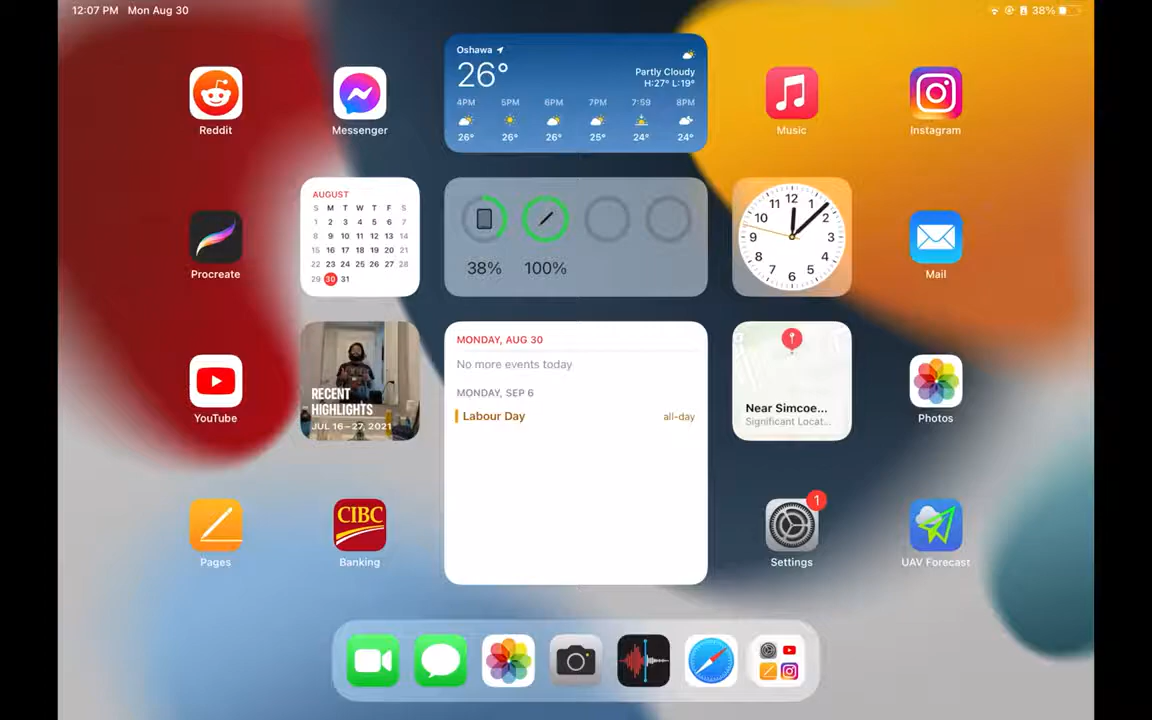 12:07 PM Mon Aug 30
38%
Reddit
Messenger
Oshawa
26°
Partly Cloudy
H:27° L:19°
4PM 5PM 6PM 7PM 7:59 8PM
26° 26° 26° 25° 24° 24°
Music
Instagram
Procreate
AUGUST
S M T W T F S
1 2 3 4 5 6 7
8 9 10 11 12 13 14
15 16 17 18 19 20 21
22 23 24 25 26 27 28
29 30 31
38% 100%
12
11 1
10 2
9 3
8 4
7 5
6
Mail
YouTube
RECENT
HIGHLIGHTS
JUL 16–27, 2021
MONDAY, AUG 30
No more events today
MONDAY, SEP 6
Labour Day all-day
Near Simcoe...
Significant Locat...
Photos
Pages
CIBC
Banking
1
Settings
UAV Forecast